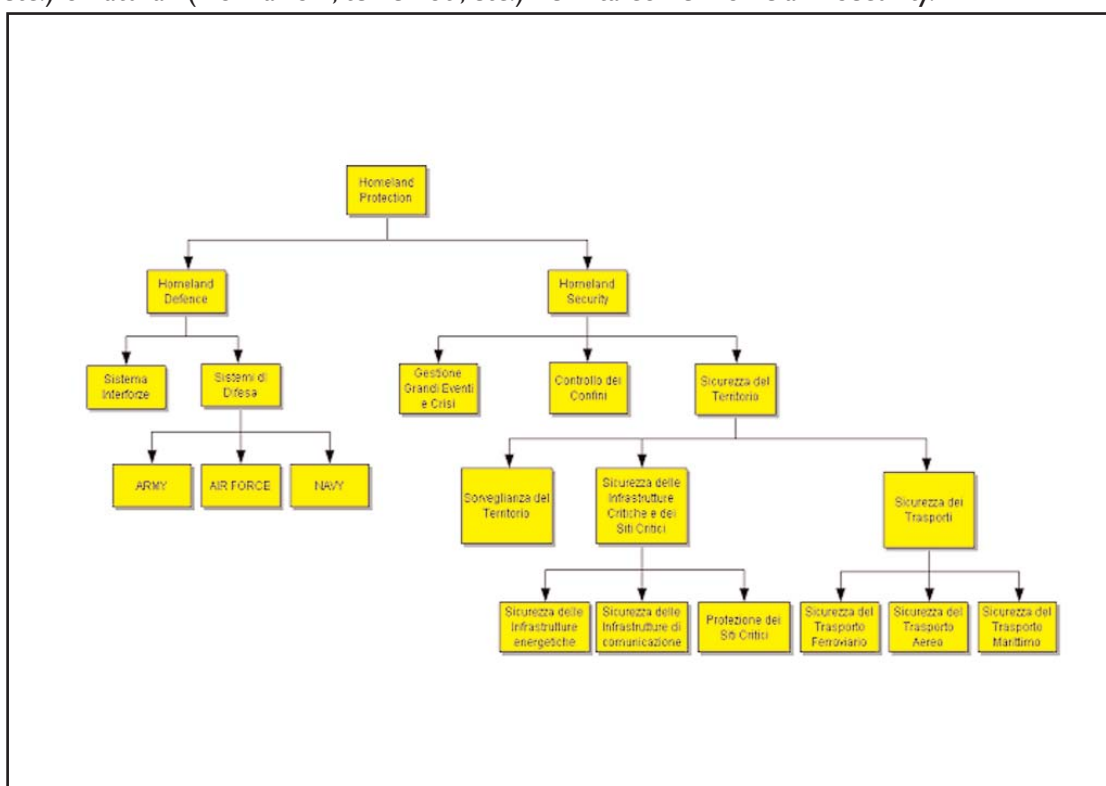 Homeland
Protection
Homeland
Defence
Homeland
Security
Sistema
Interforze
Sistemi di
Difesa
Gestione
Grandi Eventi
e Crisi
Controllo dei
Confini
Sicurezza del
Territorio
ARMY
AIR FORCE
NAVY
Sorveglianza del
Territorio
Sicurezza delle
Infrastrutture
Critiche e dei
Siti Critici
Sicurezza dei
Trasporti
Sicurezza delle
Infrastrutture
energetiche
Sicurezza delle
Infrastrutture di
comunicazione
Protezione dei
Siti Critici
Sicurezza del
Trasporto
Ferroviario
Sicurezza del
Trasporto
Aereo
Sicurezza del
Trasporto
Marittimo